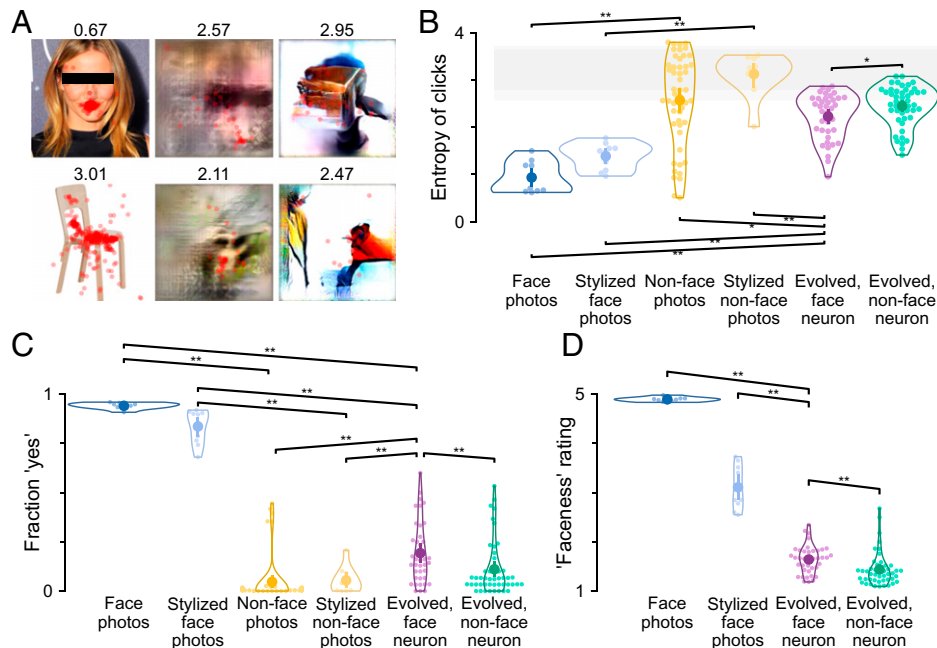 A
0.67 2.57 2.95
3.01 2.11 2.47
B
**
**
*
4
Entropy of clicks
0
**
*
**
**
Face photos
Stylized face photos
Non-face photos
Stylized non-face photos
Evolved, face neuron
Evolved, non-face neuron
C
**
**
**
**
**
**
**
1
Fraction 'yes'
0
Face photos
Stylized face photos
Non-face photos
Stylized non-face photos
Evolved, face neuron
Evolved, non-face neuron
D
**
**
**
5
'Faceness' rating
1
Face photos
Stylized face photos
Evolved, face neuron
Evolved, non-face neuron